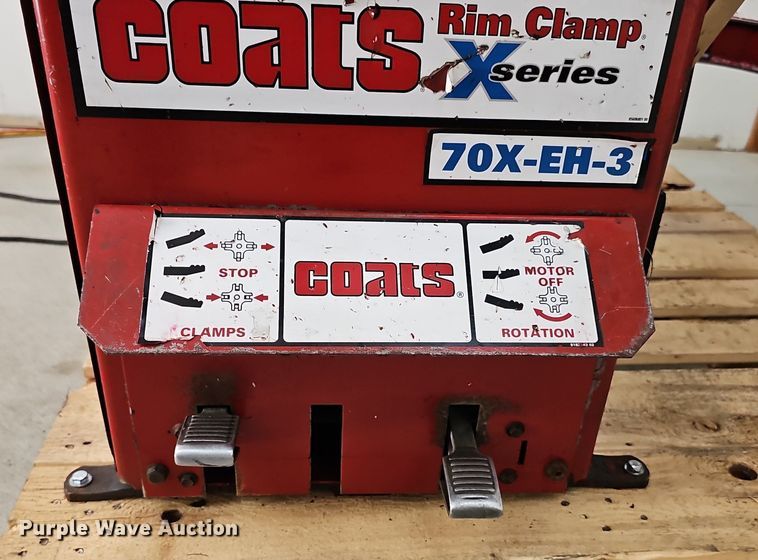 coats Rim Clamp®
X series
70X-EH-3
STOP
CLAMPS
coats®
MOTOR
OFF
ROTATION
Purple Wave Auction